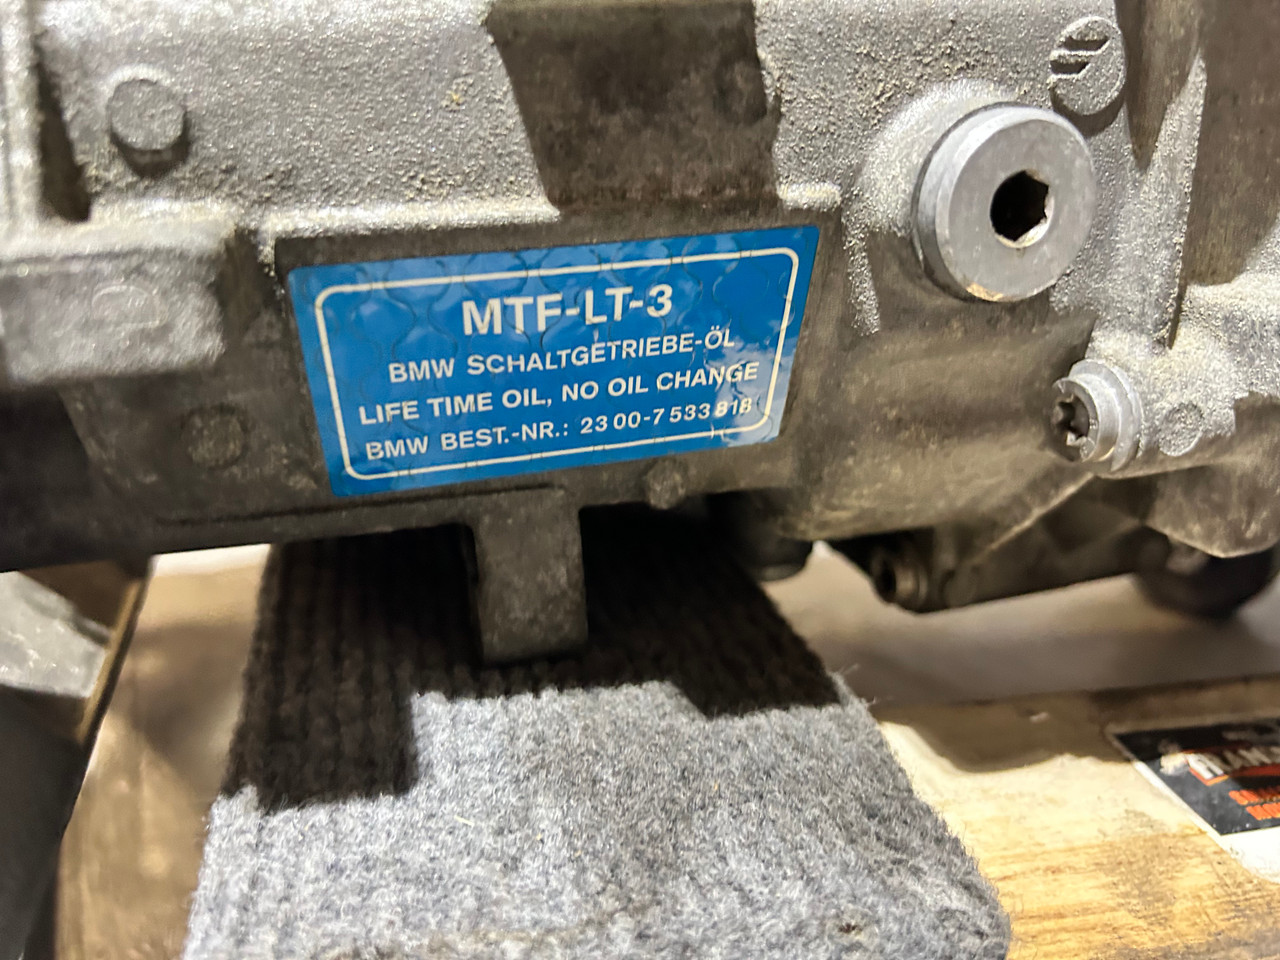 MTF-LT-3
BMW SCHALTGETRIEBE-ÖL
LIFE TIME OIL, NO OIL CHANGE
BMW BEST.-NR.: 23 00-7 533 818